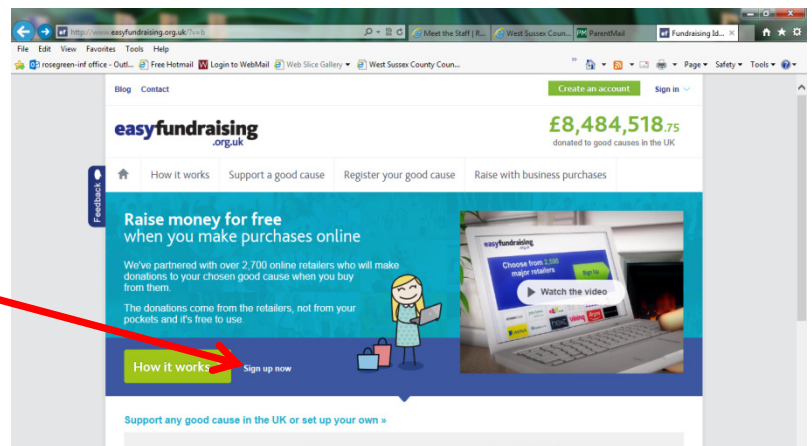 http://www.easyfundraising.org.uk/?v=b
Meet the Staff | R...
West Sussex Coun...
PM ParentMail
Fundraising Id...
File Edit View Favorites Tools Help
rosegreen-inf office - Outl...
Free Hotmail
Login to WebMail
Web Slice Gallery
West Sussex County Coun...
Page Safety Tools
Blog Contact
Create an account
Sign in
easyfundraising
.org.uk
£8,484,518.75
donated to good causes in the UK
How it works
Support a good cause
Register your good cause
Raise with business purchases
Feedback
Raise money for free
when you make purchases online
We've partnered with over 2,700 online retailers who will make
donations to your chosen good cause when you buy
from them.
The donations come from the retailers, not from your
pockets and it's free to use.
easyfundraising
Choose from 2,500
major retailers
Sign Up
Watch the video
next
viking
Argos
How it works
Sign up now
Support any good cause in the UK or set up your own »